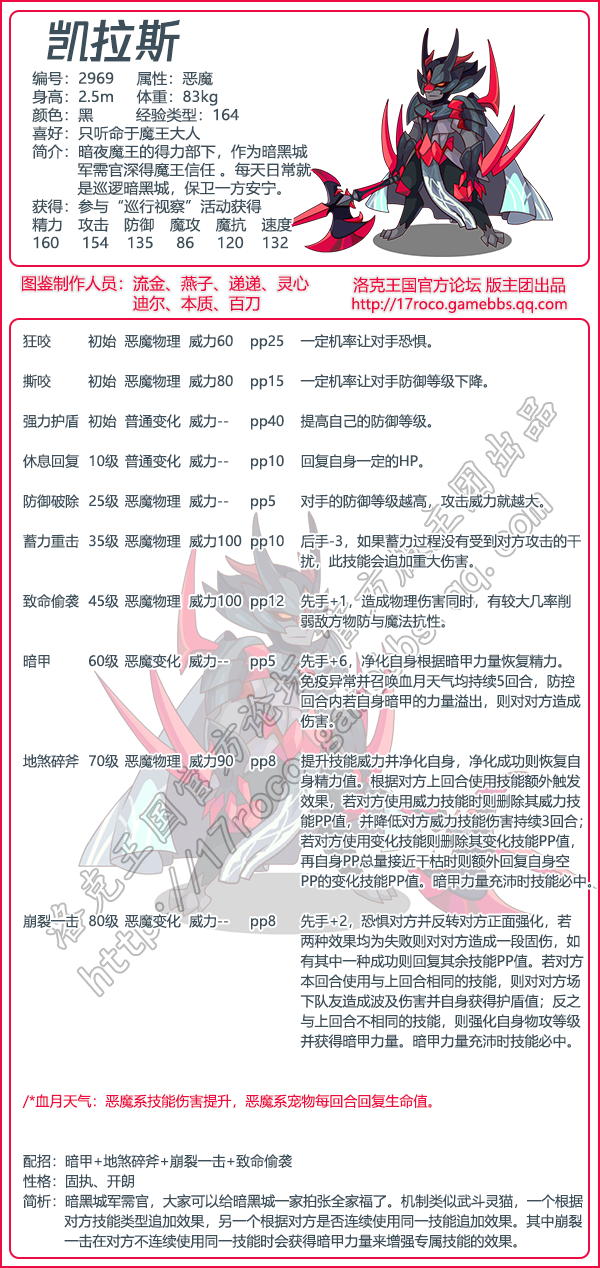 凯拉斯
编号：2969 属性：恶魔
身高：2.5m 体重：83kg
颜色：黑 经验类型：164
喜好：只听命于魔王大人
简介：暗夜魔王的得力部下，作为暗黑城
军需官深得魔王信任 。每天日常就
是巡逻暗黑城，保卫一方安宁。
获得：参与“巡行视察”活动获得
精力 攻击 防御 魔攻 魔抗 速度
160 154 135 86 120 132
图鉴制作人员：流金、燕子、递递、灵心
迪尔、本质、百刀
洛克王国官方论坛 版主团出品
http://17roco.gamebbs.qq.com
狂咬 初始 恶魔物理 威力60 pp25 一定机率让对手恐惧。
撕咬 初始 恶魔物理 威力80 pp15 一定机率让对手防御等级下降。
强力护盾 初始 普通变化 威力-- pp40 提高自己的防御等级。
休息回复 10级 普通变化 威力-- pp10 回复自身一定的HP。
防御破除 25级 恶魔物理 威力-- pp5 对手的防御等级越高，攻击威力就越大。
蓄力重击 35级 恶魔物理 威力100 pp10 后手-3，如果蓄力过程没有受到对方攻击的干
扰，此技能会追加重大伤害。
致命偷袭 45级 恶魔物理 威力100 pp12 先手+1，造成物理伤害同时，有较大几率削
弱敌方物防与魔法抗性。
暗甲 60级 恶魔变化 威力-- pp5 先手+6，净化自身根据暗甲力量恢复精力。
免疫异常并召唤血月天气均持续5回合，防控
回合内若自身暗甲的力量溢出，则对对方造成
伤害。
地煞碎斧 70级 恶魔物理 威力90 pp8 提升技能威力并净化自身，净化成功则恢复自
身精力值。根据对方上回合使用技能额外触发
效果，若对方使用威力技能时则删除其威力技
能PP值，并降低对方威力技能伤害持续3回合；
若对方使用变化技能则删除其变化技能PP值，
再自身PP总量接近干枯时则额外回复自身空
PP的变化技能PP值。暗甲力量充沛时技能必中。
崩裂一击 80级 恶魔变化 威力-- pp8 先手+2，恐惧对方并反转对方正面强化，若
两种效果均为失败则对对方造成一段固伤，如
有其中一种成功则回复其余技能PP值。若对方
本回合使用与上回合相同的技能，则对对方场
下队友造成波及伤害并自身获得护盾值；反之
与上回合不相同的技能，则强化自身物攻等级
并获得暗甲力量。暗甲力量充沛时技能必中。
洛克王国官方论坛 版主团出品
http://17roco.gamebbs.qq.com
/*血月天气：恶魔系技能伤害提升，恶魔系宠物每回合回复生命值。
配招：暗甲+地煞碎斧+崩裂一击+致命偷袭
性格：固执、开朗
简析：暗黑城军需官，大家可以给暗黑城一家拍张全家福了。机制类似武斗灵猫，一个根据
对方技能类型追加效果，另一个根据对方是否连续使用同一技能追加效果。其中崩裂
一击在对方不连续使用同一技能时会获得暗甲力量来增强专属技能的效果。